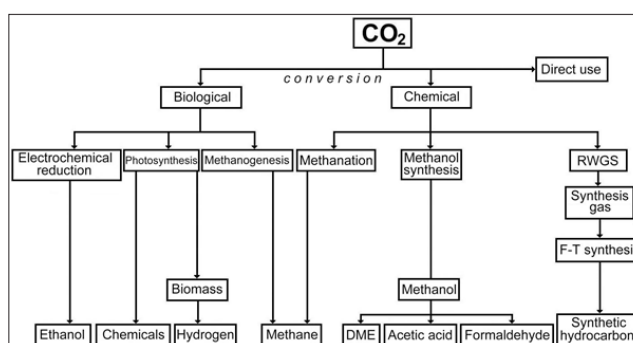 CO₂
conversion
Direct use
Biological
Chemical
Electrochemical
reduction
Photosynthesis
Methanogenesis
Methanation
Methanol
synthesis
RWGS
Synthesis
gas
F-T synthesi
Biomass
Methanol
Ethanol
Chemicals
Hydrogen
Methane
DME
Acetic acid
Formaldehyde
Synthetic
hydrocarbon